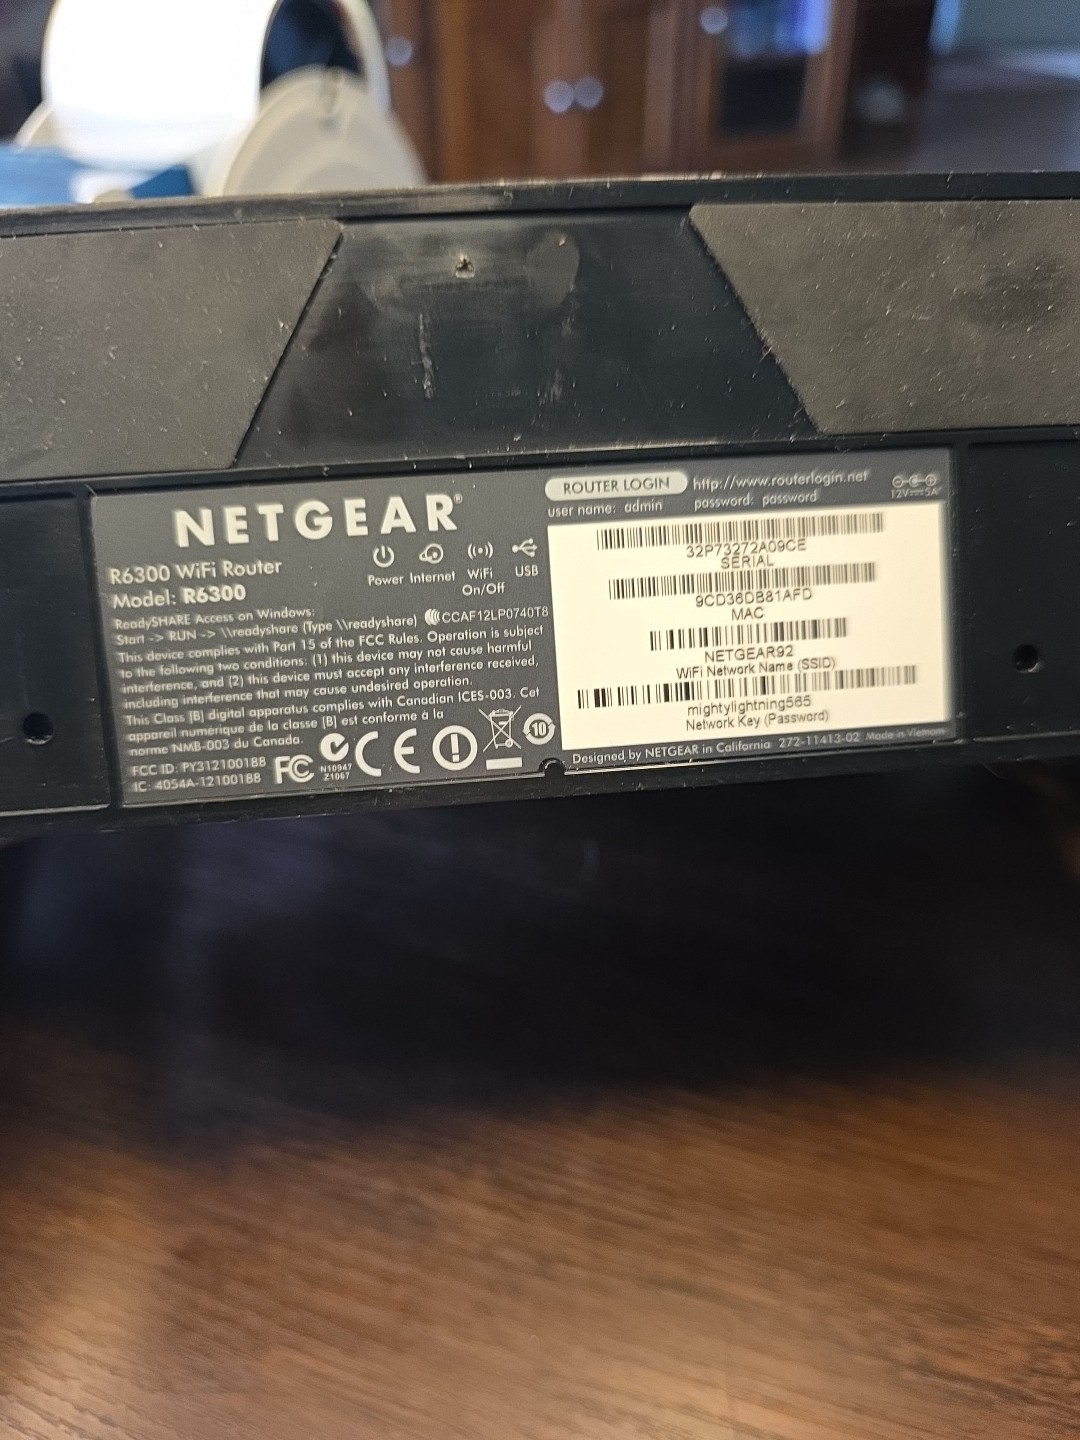 NETGEAR®
R6300 WiFi Router
Model: R6300
Power Internet WiFi On/Off USB
ReadySHARE Access on Windows:
Start -> RUN -> \\readyshare (Type \\readyshare)
CCAF12LP0740T8
This device complies with Part 15 of the FCC Rules. Operation is subject
to the following two conditions: (1) this device may not cause harmful
interference, and (2) this device must accept any interference received,
including interference that may cause undesired operation.
This Class [B] digital apparatus complies with Canadian ICES-003. Cet
appareil numérique de la classe [B] est conforme à la
norme NMB-003 du Canada.
FCC ID: PY312100188
IC: 4054A-12100188
FC
N10947
Z1067
CE
10
ROUTER LOGIN
http://www.routerlogin.net
user name: admin
password: password
12V 5A
32P73272A09CE
SERIAL
9CD36DB81AFD
MAC
NETGEAR92
WiFi Network Name (SSID)
mightylightning565
Network Key (Password)
Designed by NETGEAR in California 272-11413-02 Made in Vietnam